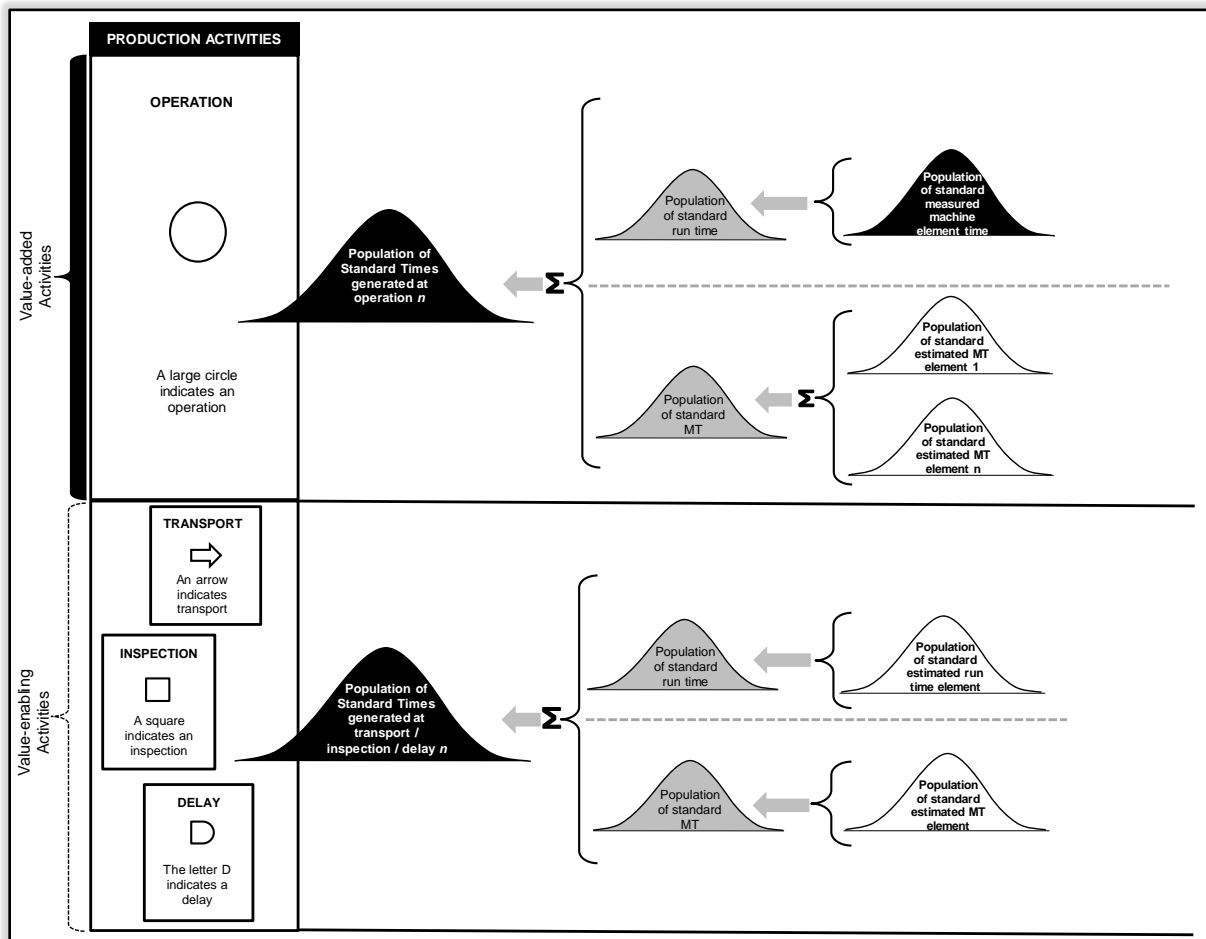 PRODUCTION ACTIVITIES
Value-added
Activities
OPERATION
A large circle
indicates an
operation
Population of
Standard Times
generated at
operation n
Σ
Population
of standard
run time
Population
of standard
measured
machine
element time
Population
of standard
MT
Σ
Population
of standard
estimated MT
element 1
Population
of standard
estimated MT
element n
Value-enabling
Activities
TRANSPORT
An arrow
indicates
transport
INSPECTION
A square
indicates an
inspection
DELAY
The letter D
indicates a
delay
Population of
Standard Times
generated at
transport /
inspection / delay n
Σ
Population
of standard
run time
Population
of standard
estimated run
time element
Population
of standard
MT
Population
of standard
estimated MT
element